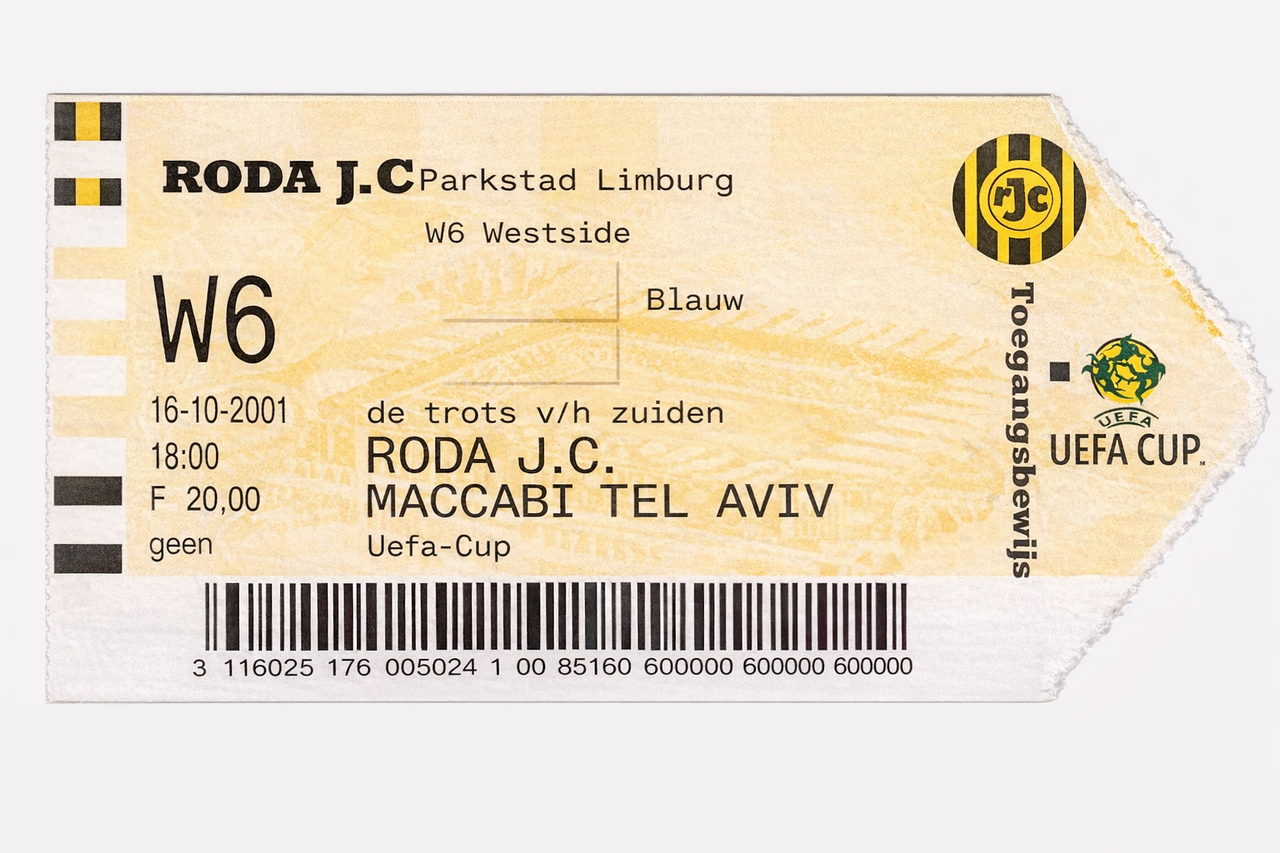 RODA J.C Parkstad Limburg
W6 Westside
W6
Blauw
16-10-2001
18:00
F 20,00
geen
de trots v/h zuiden
RODA J.C.
MACCABI TEL AVIV
Uefa-Cup
3 116025 176 005024 1 00 85160 600000 600000 600000
rJc
Toegangsbewijs
UEFA
UEFA CUP